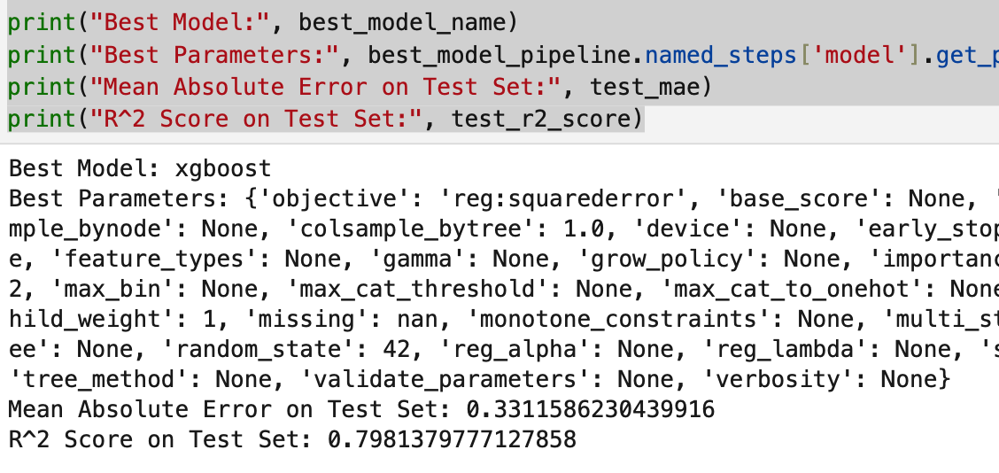 print("Best Model:", best_model_name)
print("Best Parameters:", best_model_pipeline.named_steps['model'].get_p
print("Mean Absolute Error on Test Set:", test_mae)
print("R^2 Score on Test Set:", test_r2_score)
Best Model: xgboost
Best Parameters: {'objective': 'reg:squarederror', 'base_score': None, '
mple_bynode': None, 'colsample_bytree': 1.0, 'device': None, 'early_stop
e, 'feature_types': None, 'gamma': None, 'grow_policy': None, 'importanc
2, 'max_bin': None, 'max_cat_threshold': None, 'max_cat_to_onehot': None
hild_weight': 1, 'missing': nan, 'monotone_constraints': None, 'multi_st
ee': None, 'random_state': 42, 'reg_alpha': None, 'reg_lambda': None, 's
'tree_method': None, 'validate_parameters': None, 'verbosity': None}
Mean Absolute Error on Test Set: 0.3311586230439916
R^2 Score on Test Set: 0.7981379777127858